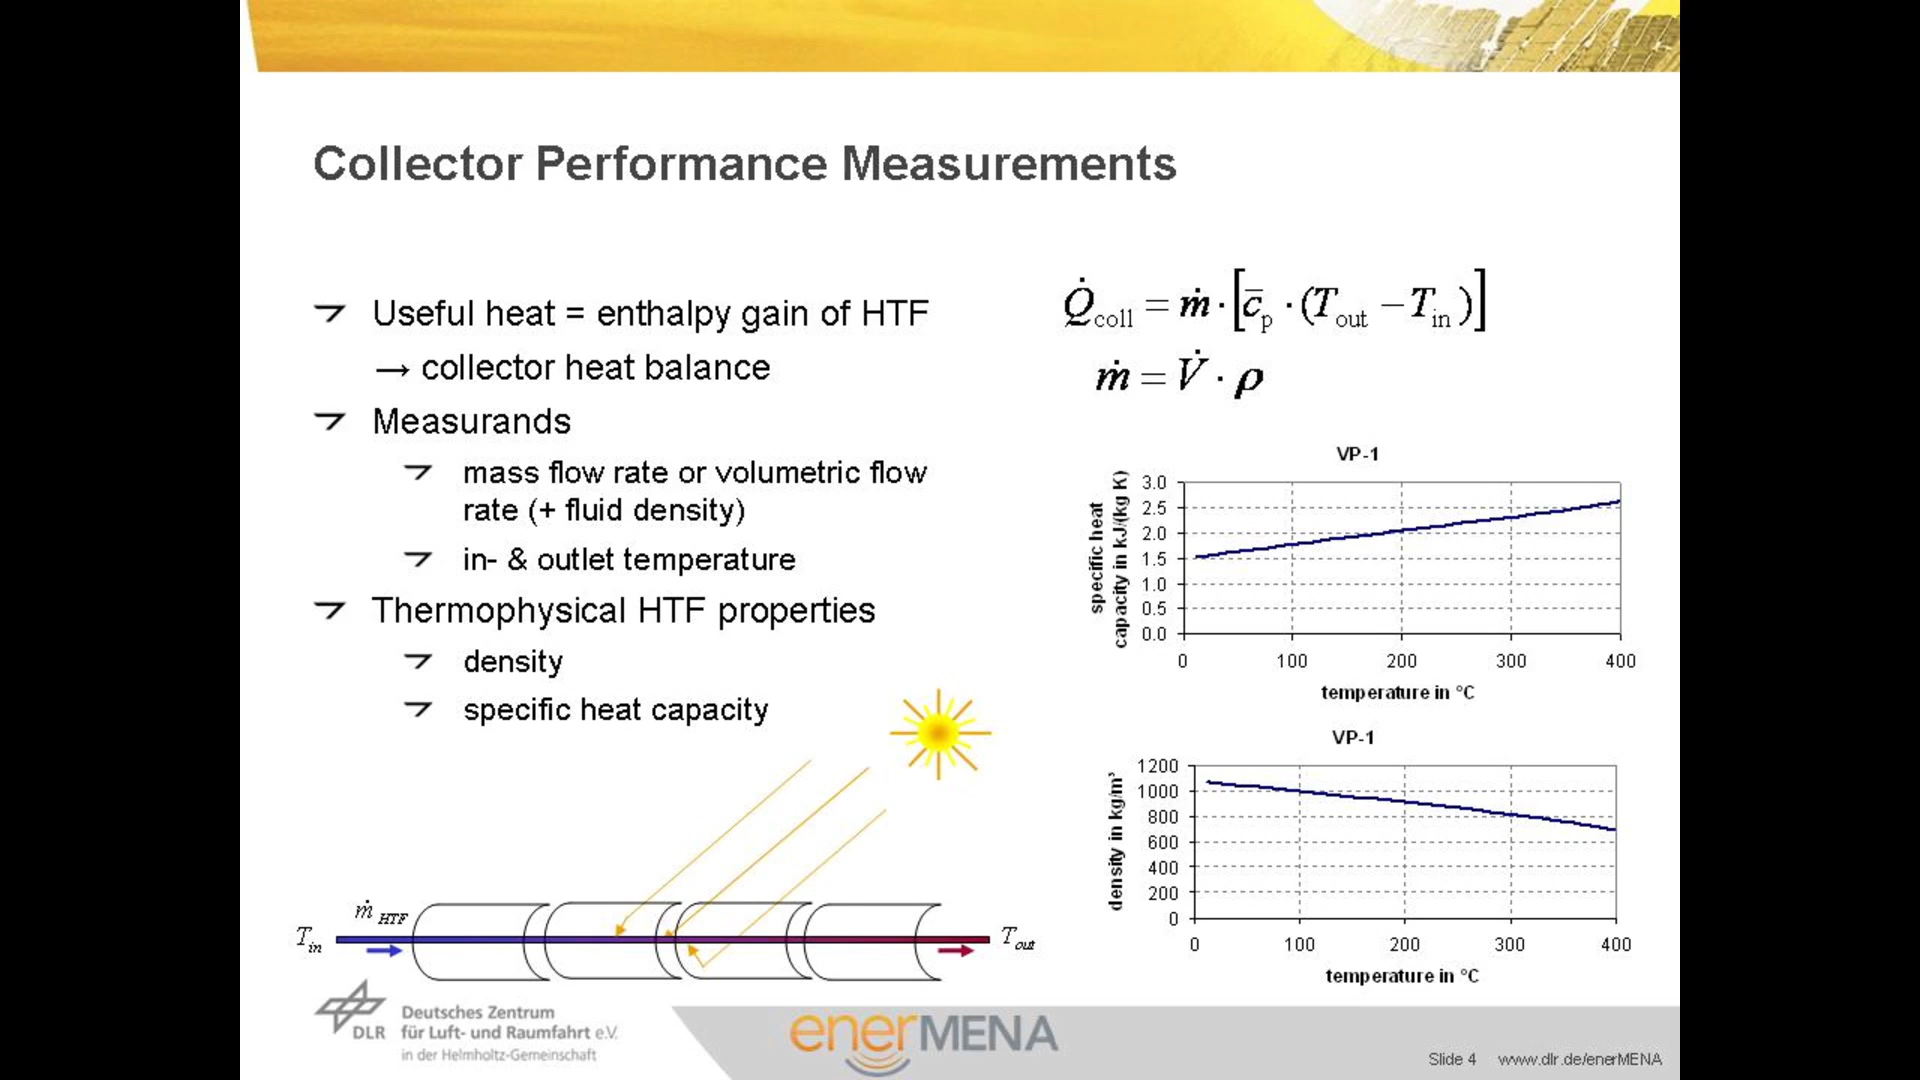 Collector Performance Measurements
Useful heat = enthalpy gain of HTF
→ collector heat balance
Measurands
mass flow rate or volumetric flow
rate (+ fluid density)
in- & outlet temperature
Thermophysical HTF properties
density
specific heat capacity
Q̇coll = ṁ · [c̄p · (Tout − Tin)]
ṁ = V̇ · ρ
VP-1
specific heat
capacity in kJ/(kg K)
3.0
2.5
2.0
1.5
1.0
0.5
0.0
0 100 200 300 400
temperature in °C
VP-1
density in kg/m³
1200
1000
800
600
400
200
0
0 100 200 300 400
temperature in °C
ṁ HTF
Tin
Tout
DLR
Deutsches Zentrum
für Luft- und Raumfahrt e.V.
in der Helmholtz-Gemeinschaft
enerMENA
Slide 4 www.dlr.de/enerMENA